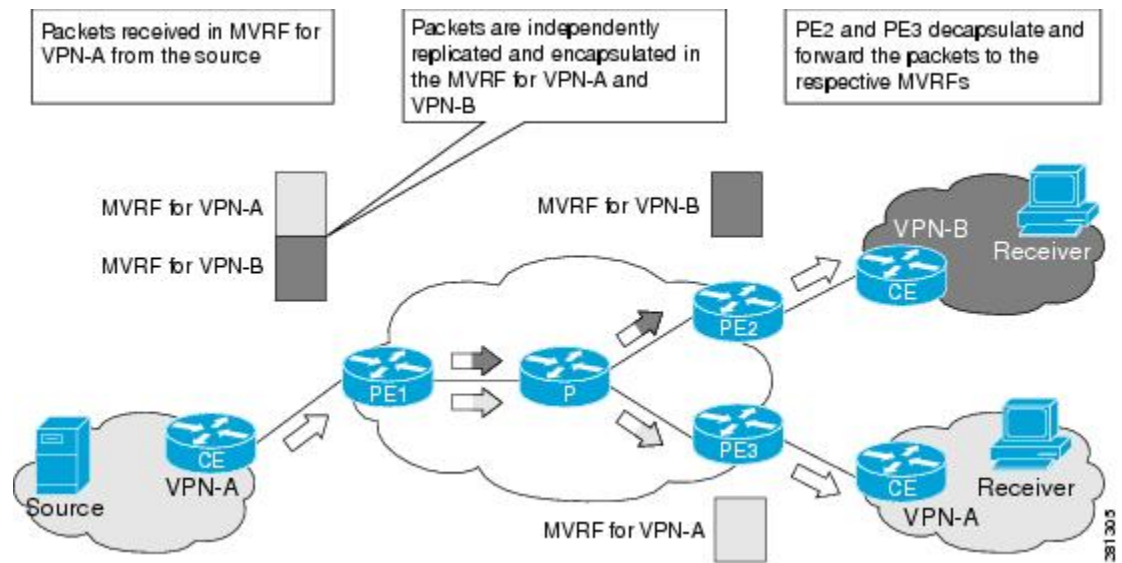 Packets received in MVRF for
VPN-A from the source
Packets are independently
replicated and encapsulated in
the MVRF for VPN-A and
VPN-B
PE2 and PE3 decapsulate and
forward the packets to the
respective MVRFs
MVRF for VPN-A
MVRF for VPN-B
MVRF for VPN-B
VPN-B
Receiver
CE
PE2
PE1
P
PE3
CE
VPN-A
Source
CE
Receiver
VPN-A
MVRF for VPN-A
281305